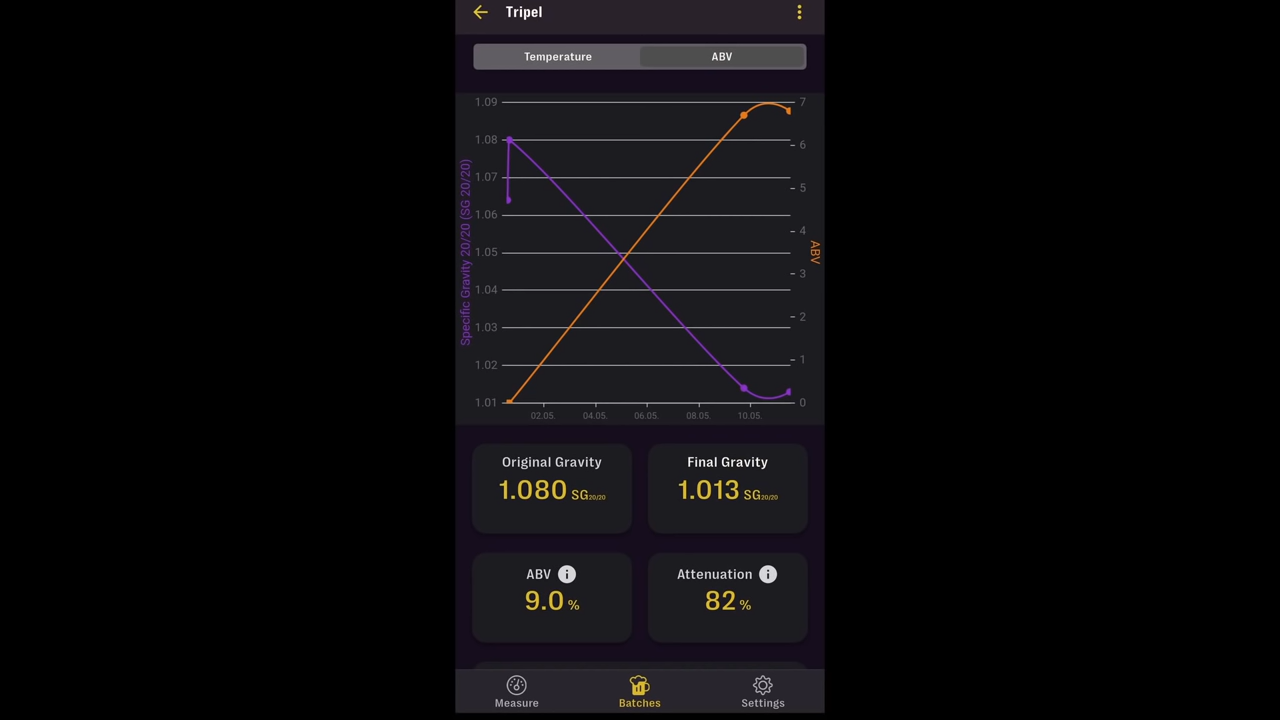 Tripel
Temperature ABV
1.09 7
1.08 6
1.07 5
1.06 4
1.05 3
1.04 2
1.03 1
1.02 0
1.01
Specific Gravity 20/20 (SG 20/20)
ABV
02.05. 04.05. 06.05. 08.05. 10.05.
Original Gravity
1.080 SG20/20
Final Gravity
1.013 SG20/20
ABV i
9.0 %
Attenuation i
82 %
Measure Batches Settings